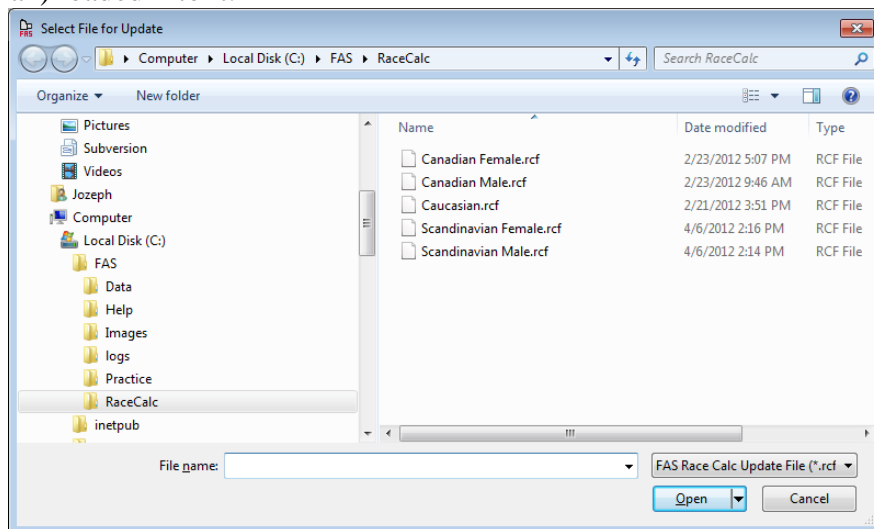 FAS
Select File for Update
Computer Local Disk (C:) FAS RaceCalc
Search RaceCalc
Organize New folder
Pictures
Subversion
Videos
Jozeph
Computer
Local Disk (C:)
FAS
Data
Help
Images
logs
Practice
RaceCalc
inetpub
Name Date modified Type
Canadian Female.rcf 2/23/2012 5:07 PM RCF File
Canadian Male.rcf 2/23/2012 9:46 AM RCF File
Caucasian.rcf 2/21/2012 3:51 PM RCF File
Scandinavian Female.rcf 4/6/2012 2:16 PM RCF File
Scandinavian Male.rcf 4/6/2012 2:14 PM RCF File
File name:
FAS Race Calc Update File (*.rcf
Open Cancel